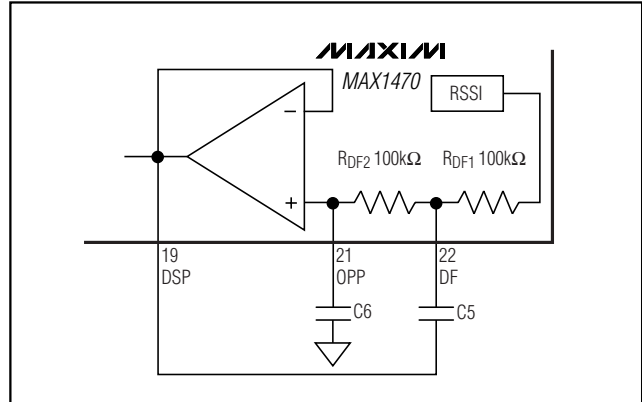 MAXIM
MAX1470
RSSI
RDF2 100kΩ
RDF1 100kΩ
−
+
19
DSP
21
OPP
22
DF
C6
C5